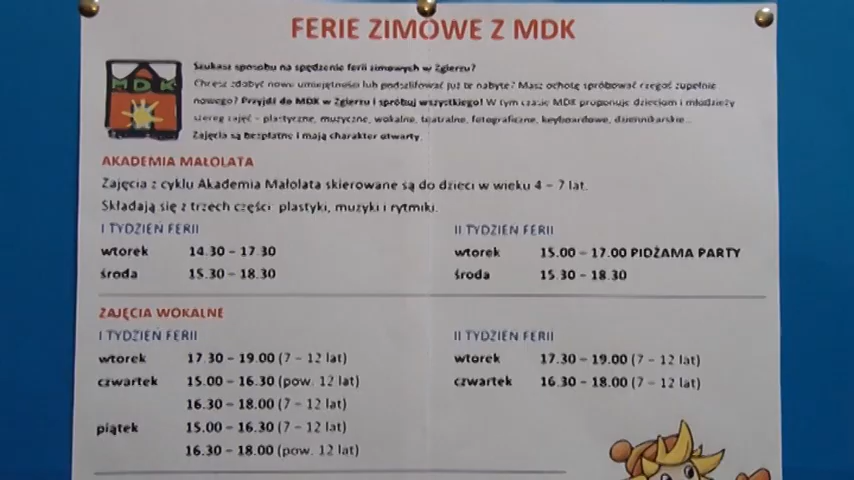 FERIE ZIMOWE Z MDK
MDK
Szukasz sposobu na spędzenie ferii zimowych w Zgierzu?
Chcesz zdobyć nowe umiejętności lub podszlifować już te nabyte? Masz ochotę spróbować czegoś zupełnie
nowego? Przyjdź do MDK w Zgierzu i spróbuj wszystkiego! W tym czasie MDK proponuje dzieciom i młodzieży
szereg zajęć – plastyczne, muzyczne, wokalne, teatralne, fotograficzne, keyboardowe, dziennikarskie...
Zajęcia są bezpłatne i mają charakter otwarty.
AKADEMIA MAŁOLATA
Zajęcia z cyklu Akademia Małolata skierowane są do dzieci w wieku 4 – 7 lat.
Składają się z trzech części: plastyki, muzyki i rytmiki.
I TYDZIEŃ FERII
wtorek 14.30 – 17.30
środa 15.30 – 18.30
II TYDZIEŃ FERII
wtorek 15.00 – 17.00 PIDŻAMA PARTY
środa 15.30 – 18.30
ZAJĘCIA WOKALNE
I TYDZIEŃ FERII
wtorek 17.30 – 19.00 (7 – 12 lat)
czwartek 15.00 – 16.30 (pow. 12 lat)
16.30 – 18.00 (7 – 12 lat)
piątek 15.00 – 16.30 (7 – 12 lat)
16.30 – 18.00 (pow. 12 lat)
II TYDZIEŃ FERII
wtorek 17.30 – 19.00 (7 – 12 lat)
czwartek 16.30 – 18.00 (7 – 12 lat)